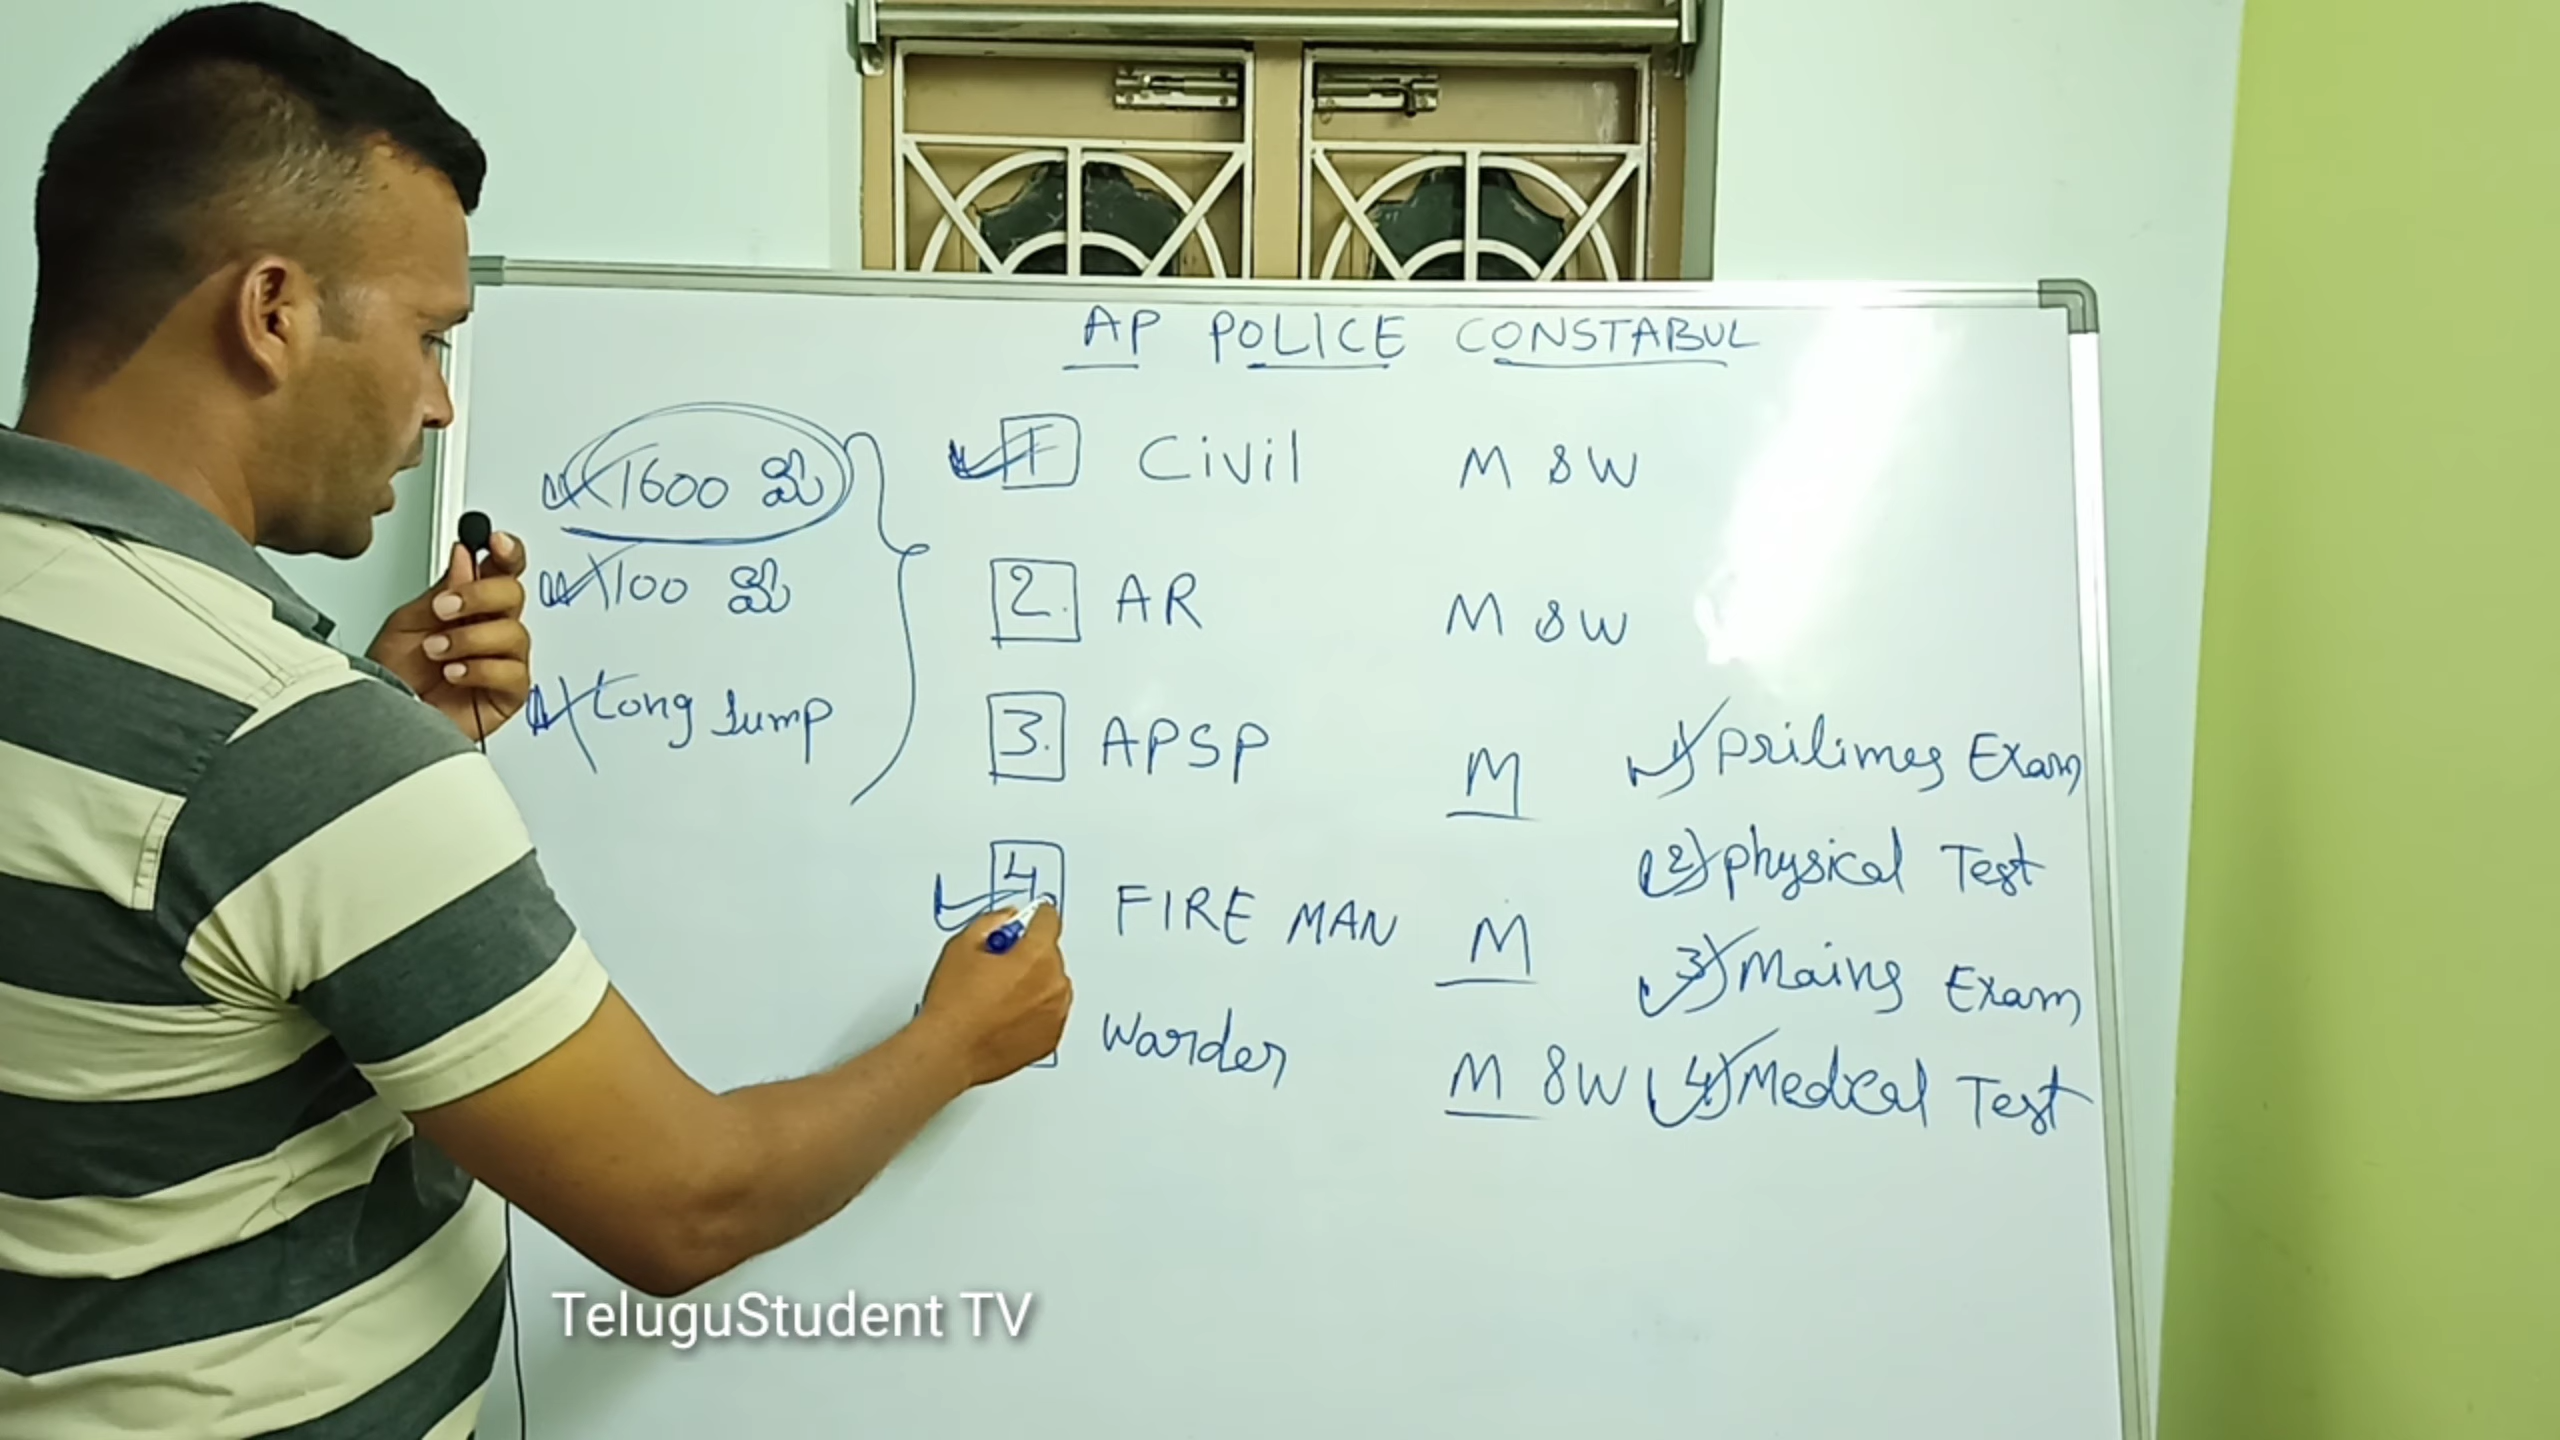 AP POLICE CONSTABUL
1600 మీ
100 మీ
Long Jump
1 Civil M & W
2. AR M & W
3. APSP M
4 FIRE MAN M
Warder M & W
1) Prilimes Exam
2) Physical Test
3) Mains Exam
4) Medical Test
TeluguStudent TV